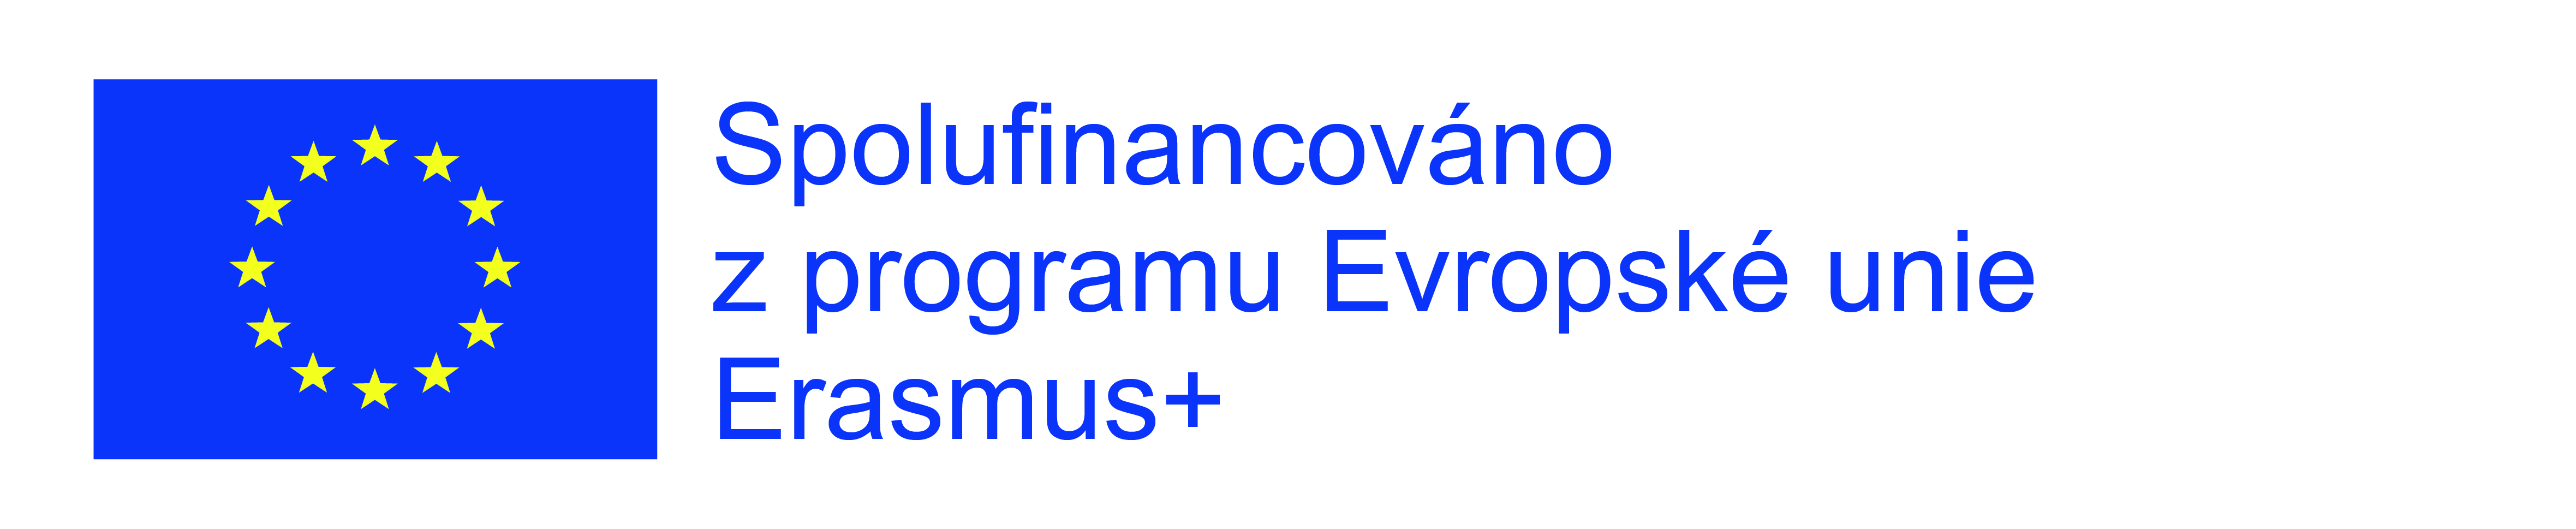 Spolufinancováno
z programu Evropské unie
Erasmus+